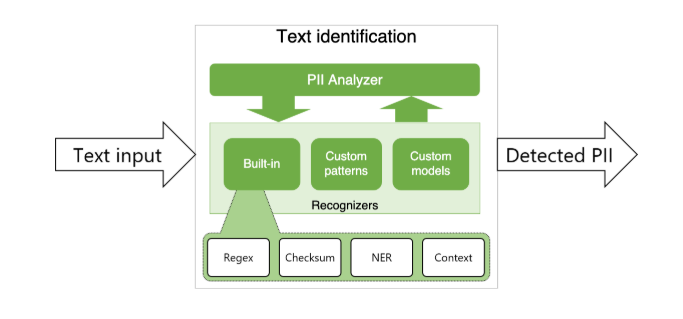 Text identification
PII Analyzer
Text input
Built-in
Custom
patterns
Custom
models
Recognizers
Detected PII
Regex
Checksum
NER
Context